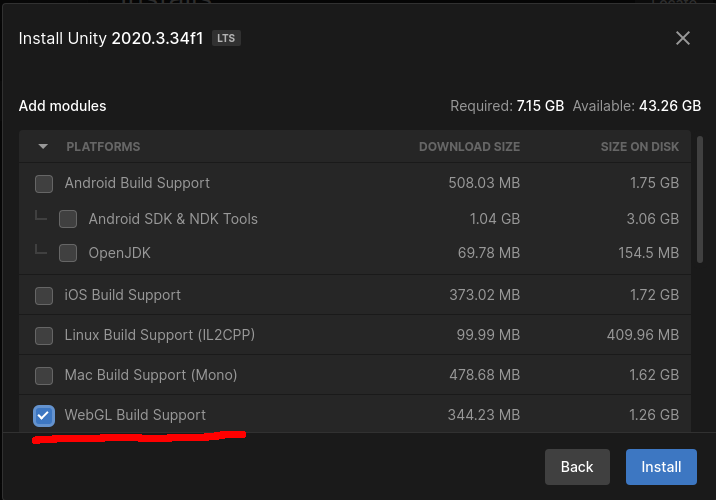 Install Unity 2020.3.34f1 LTS
Add modules Required: 7.15 GB Available: 43.26 GB
PLATFORMS DOWNLOAD SIZE SIZE ON DISK
Android Build Support 508.03 MB 1.75 GB
Android SDK & NDK Tools 1.04 GB 3.06 GB
OpenJDK 69.78 MB 154.5 MB
iOS Build Support 373.02 MB 1.72 GB
Linux Build Support (IL2CPP) 99.99 MB 409.96 MB
Mac Build Support (Mono) 478.68 MB 1.62 GB
WebGL Build Support 344.23 MB 1.26 GB
Back Install